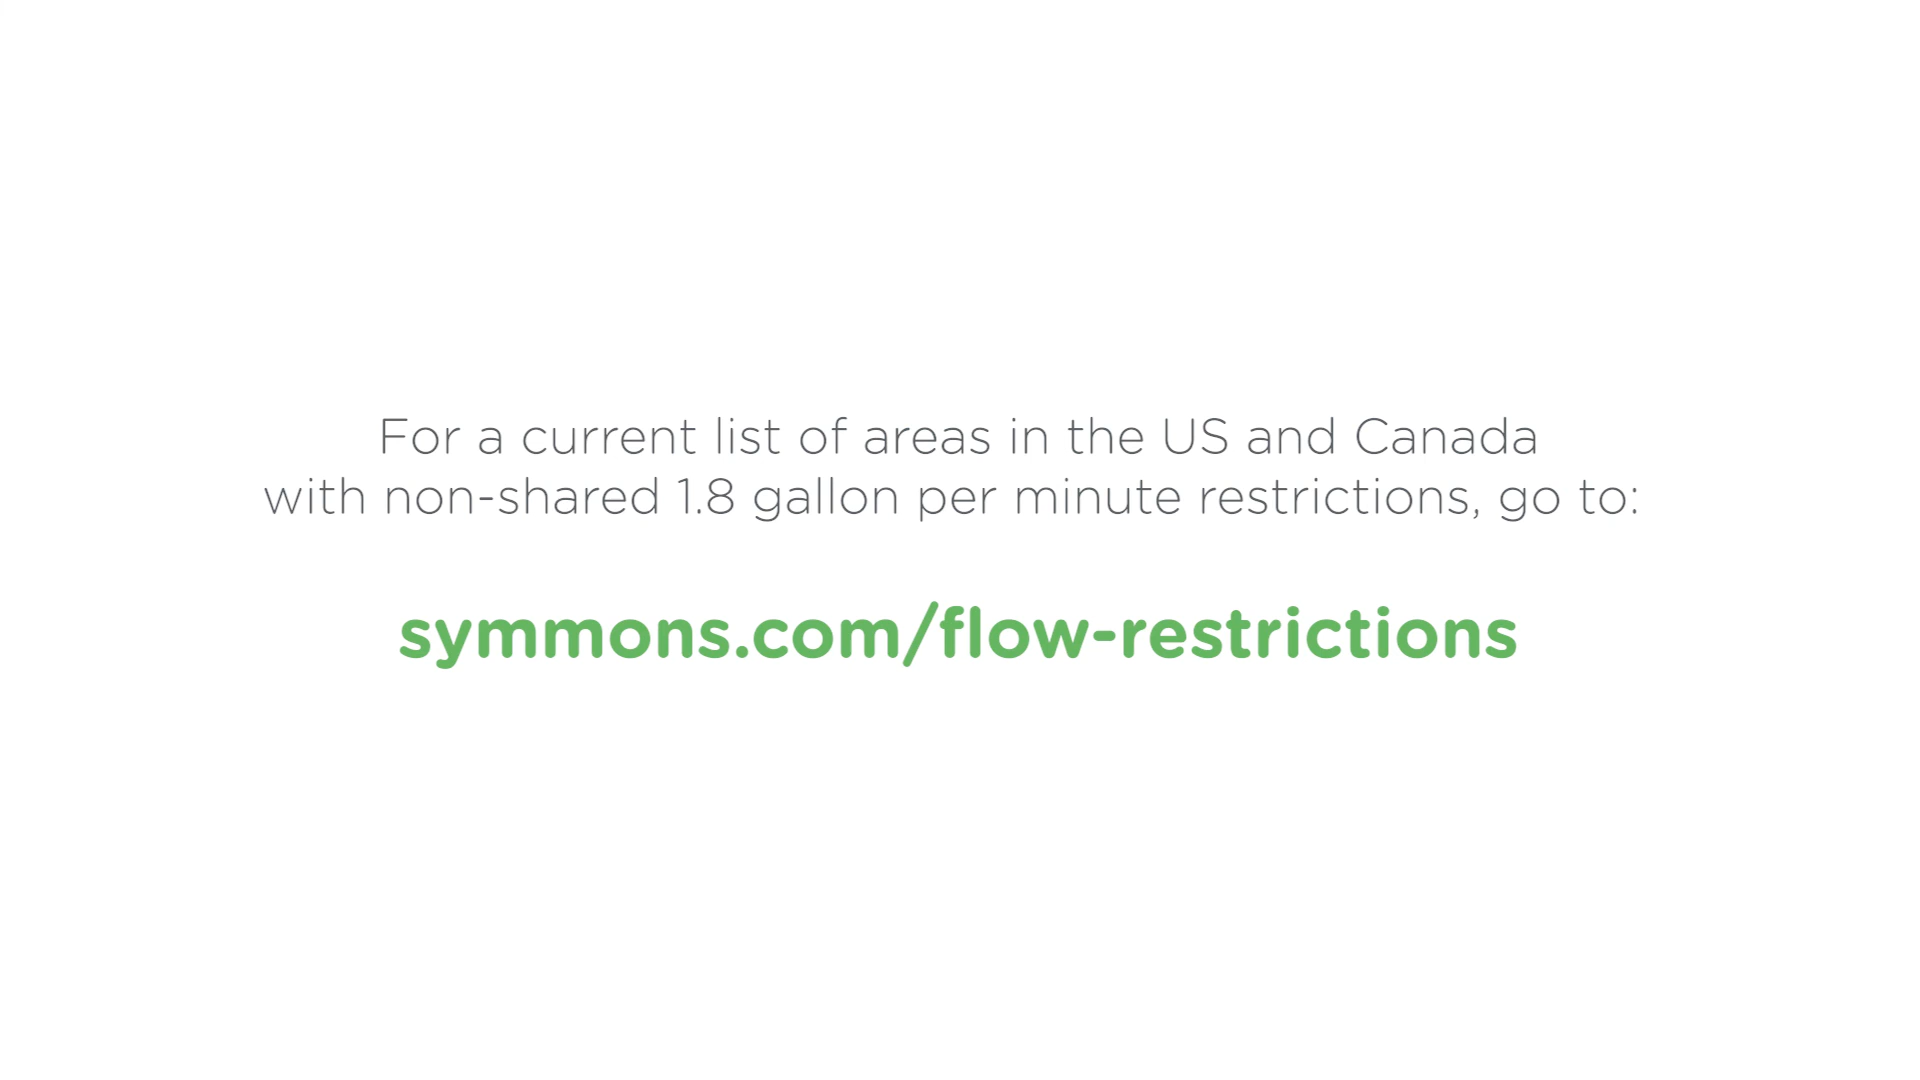 For a current list of areas in the US and Canada
with non-shared 1.8 gallon per minute restrictions, go to:
symmons.com/flow-restrictions